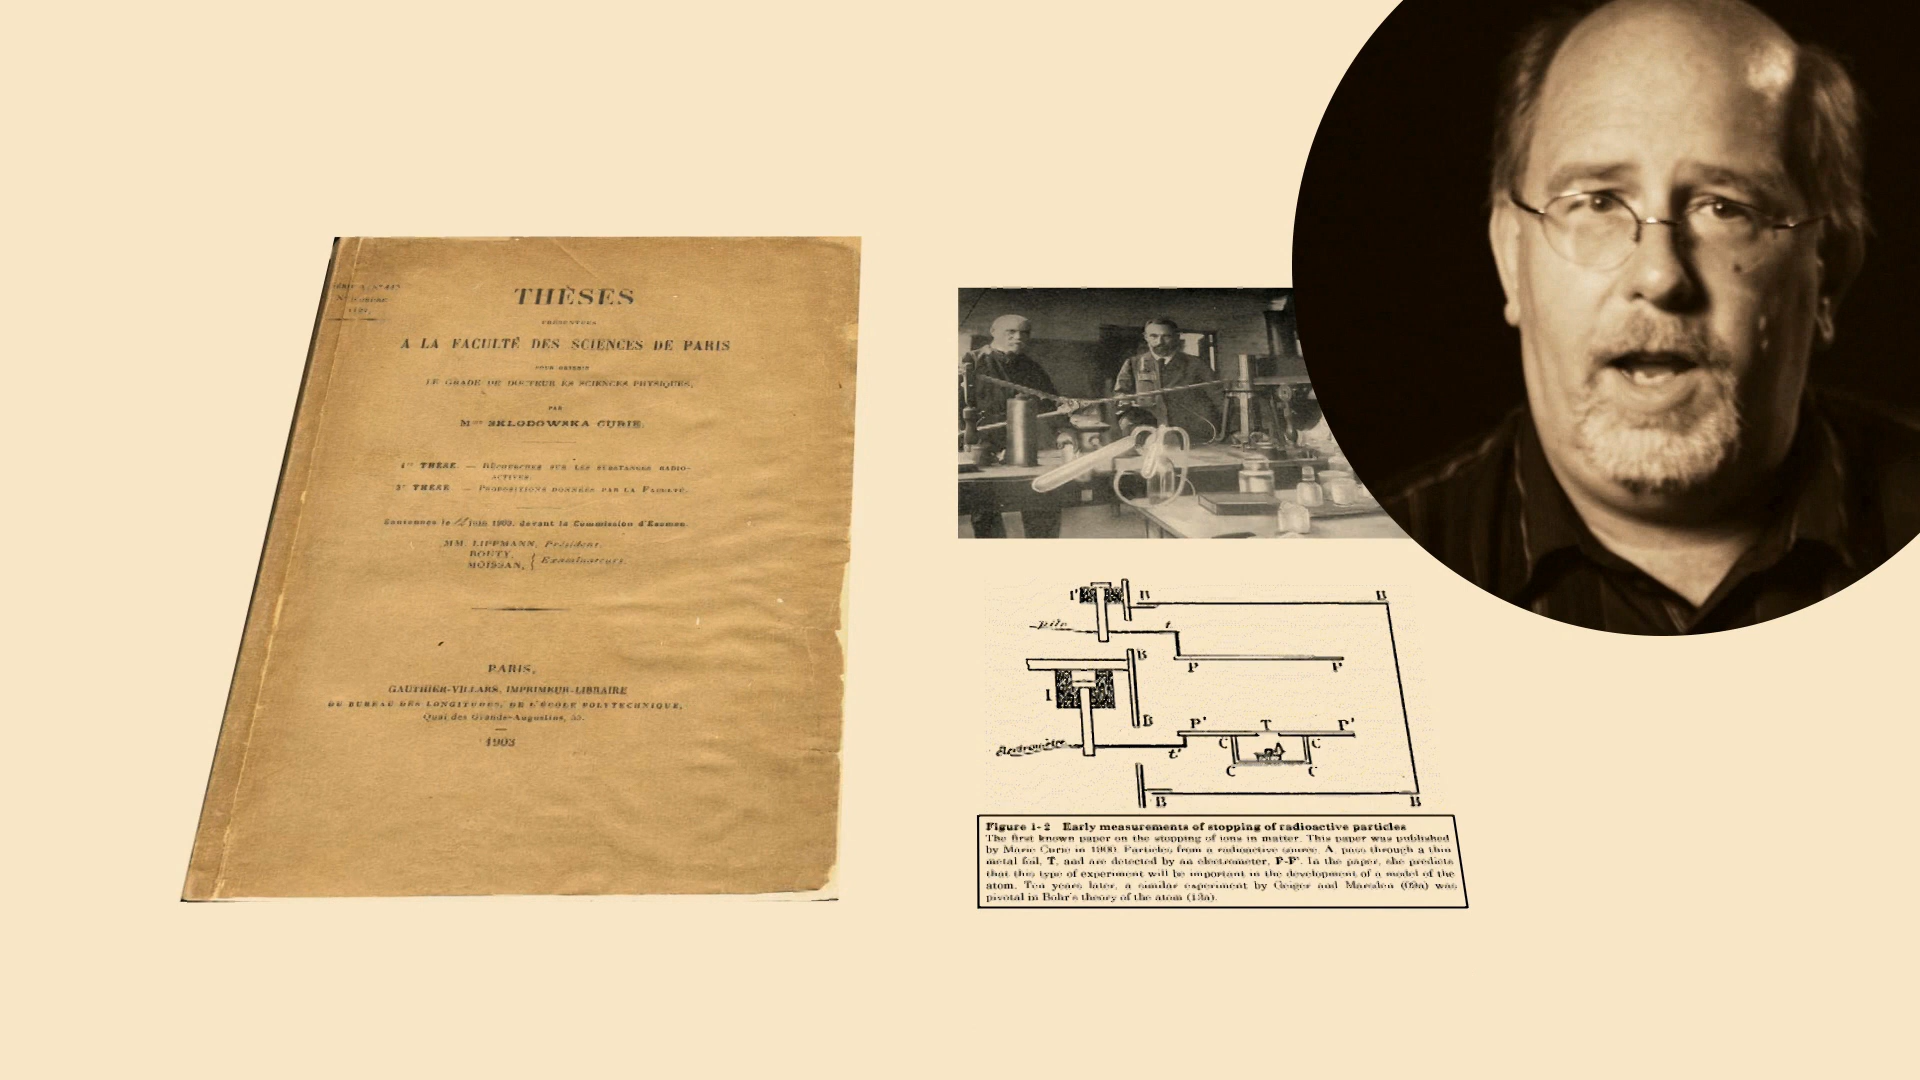 THÈSES
PRÉSENTÉES
A LA FACULTÉ DES SCIENCES DE PARIS
POUR OBTENIR
LE GRADE DE DOCTEUR ÈS SCIENCES PHYSIQUES,
PAR
Mme SKLODOWSKA CURIE.
1re THÈSE. — RECHERCHES SUR LES SUBSTANCES RADIO-
ACTIVES.
2e THÈSE. — PROPOSITIONS DONNÉES PAR LA FACULTÉ.
Soutenues le juin 1903, devant la Commission d'Examen.
MM. LIPPMANN, Président.
BOUTY,
MOISSAN, } Examinateurs.
PARIS,
GAUTHIER-VILLARS, IMPRIMEUR-LIBRAIRE
DU BUREAU DES LONGITUDES, DE L'ÉCOLE POLYTECHNIQUE,
Quai des Grands-Augustins, 55.
1903
I' B B
pile t
P P
B
I
B
P' T P'
électromètre t' C C
C C
B B
Figure 1-2 Early measurements of stopping of radioactive particles
The first known paper on the stopping of ions in matter. This paper was published
by Marie Curie in 1900. Particles from a radioactive source, A, pass through a thin
metal foil, T, and are detected by an electrometer, P-P'. In the paper, she predicts
that this type of experiment will be important in the development of a model of the
atom. Ten years later, a similar experiment by Geiger and Marsden (09a) was
pivotal in Bohr's theory of the atom (13a).